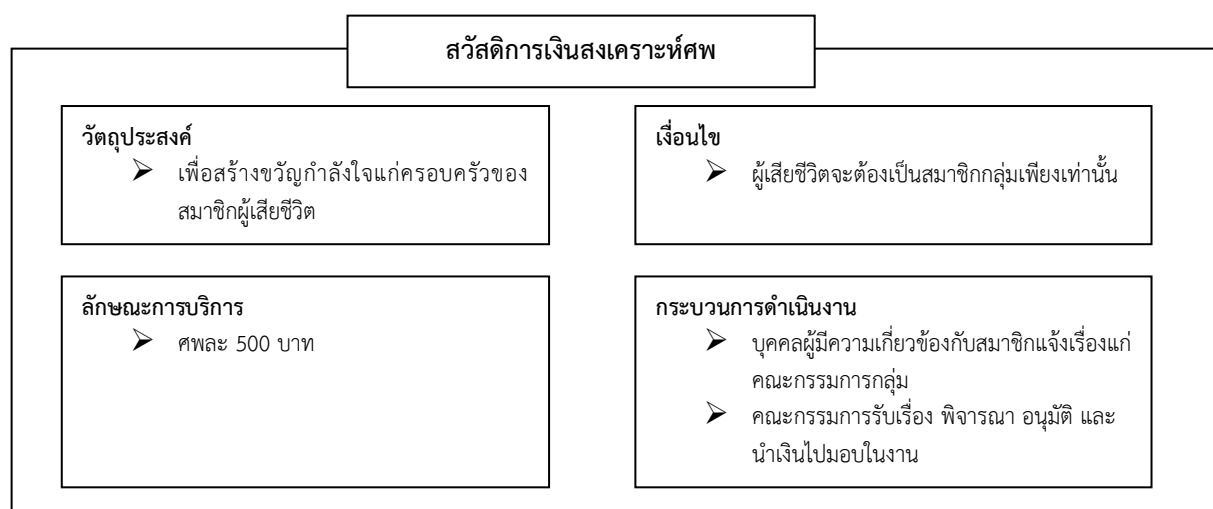 สวัสดิการเงินสงเคราะห์ศพ
วัตถุประสงค์
➢ เพื่อสร้างขวัญกำลังใจแก่ครอบครัวของ
สมาชิกผู้เสียชีวิต
เงื่อนไข
➢ ผู้เสียชีวิตจะต้องเป็นสมาชิกกลุ่มเพียงเท่านั้น
ลักษณะการบริการ
➢ ศพละ 500 บาท
กระบวนการดำเนินงาน
➢ บุคคลผู้มีความเกี่ยวข้องกับสมาชิกแจ้งเรื่องแก่
คณะกรรมการกลุ่ม
➢ คณะกรรมการรับเรื่อง พิจารณา อนุมัติ และ
นำเงินไปมอบในงาน